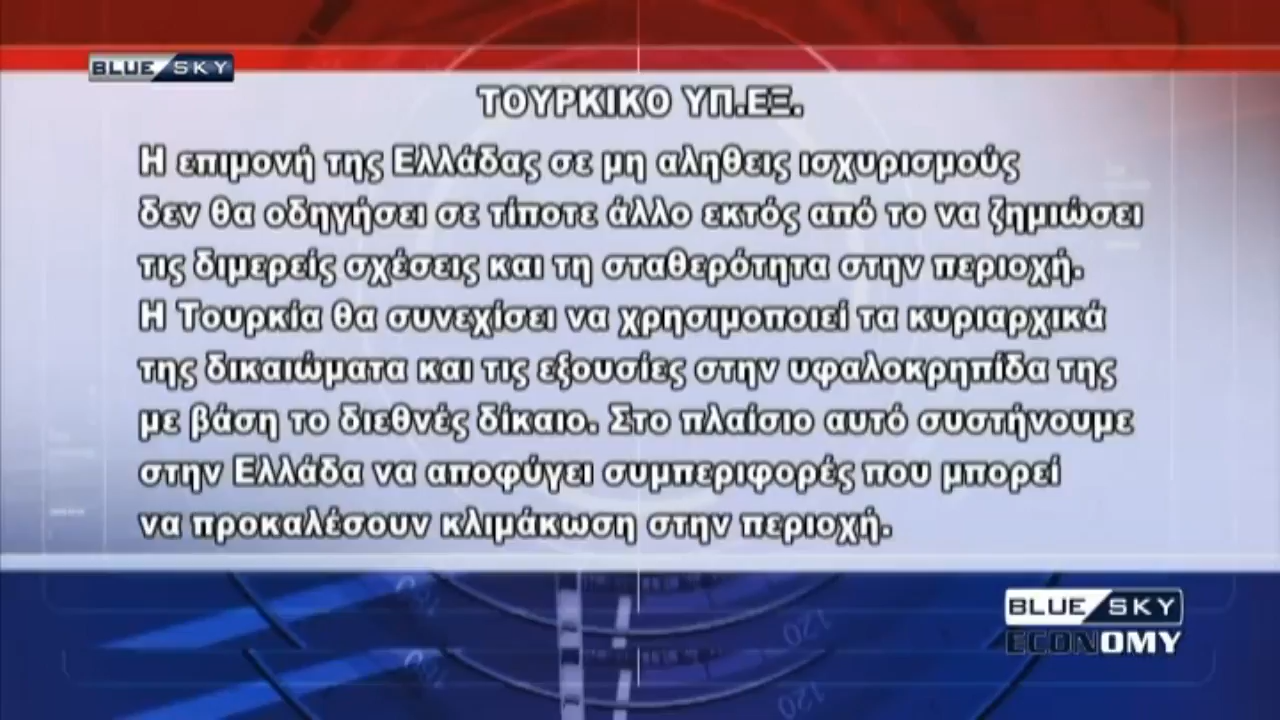 BLUE SKY
ΤΟΥΡΚΙΚΟ ΥΠ.ΕΞ.
Η επιμονή της Ελλάδας σε μη αληθεις ισχυρισμούς
δεν θα οδηγήσει σε τίποτε άλλο εκτός από το να ζημιώσει
τις διμερείς σχέσεις και τη σταθερότητα στην περιοχή.
Η Τουρκία θα συνεχίσει να χρησιμοποιεί τα κυριαρχικά
της δικαιώματα και τις εξουσίες στην υφαλοκρηπίδα της
με βάση το διεθνές δίκαιο. Στο πλαίσιο αυτό συστήνουμε
στην Ελλάδα να αποφύγει συμπεριφορές που μπορεί
να προκαλέσουν κλιμάκωση στην περιοχή.
120
BLUE SKY
ECONOMY
120